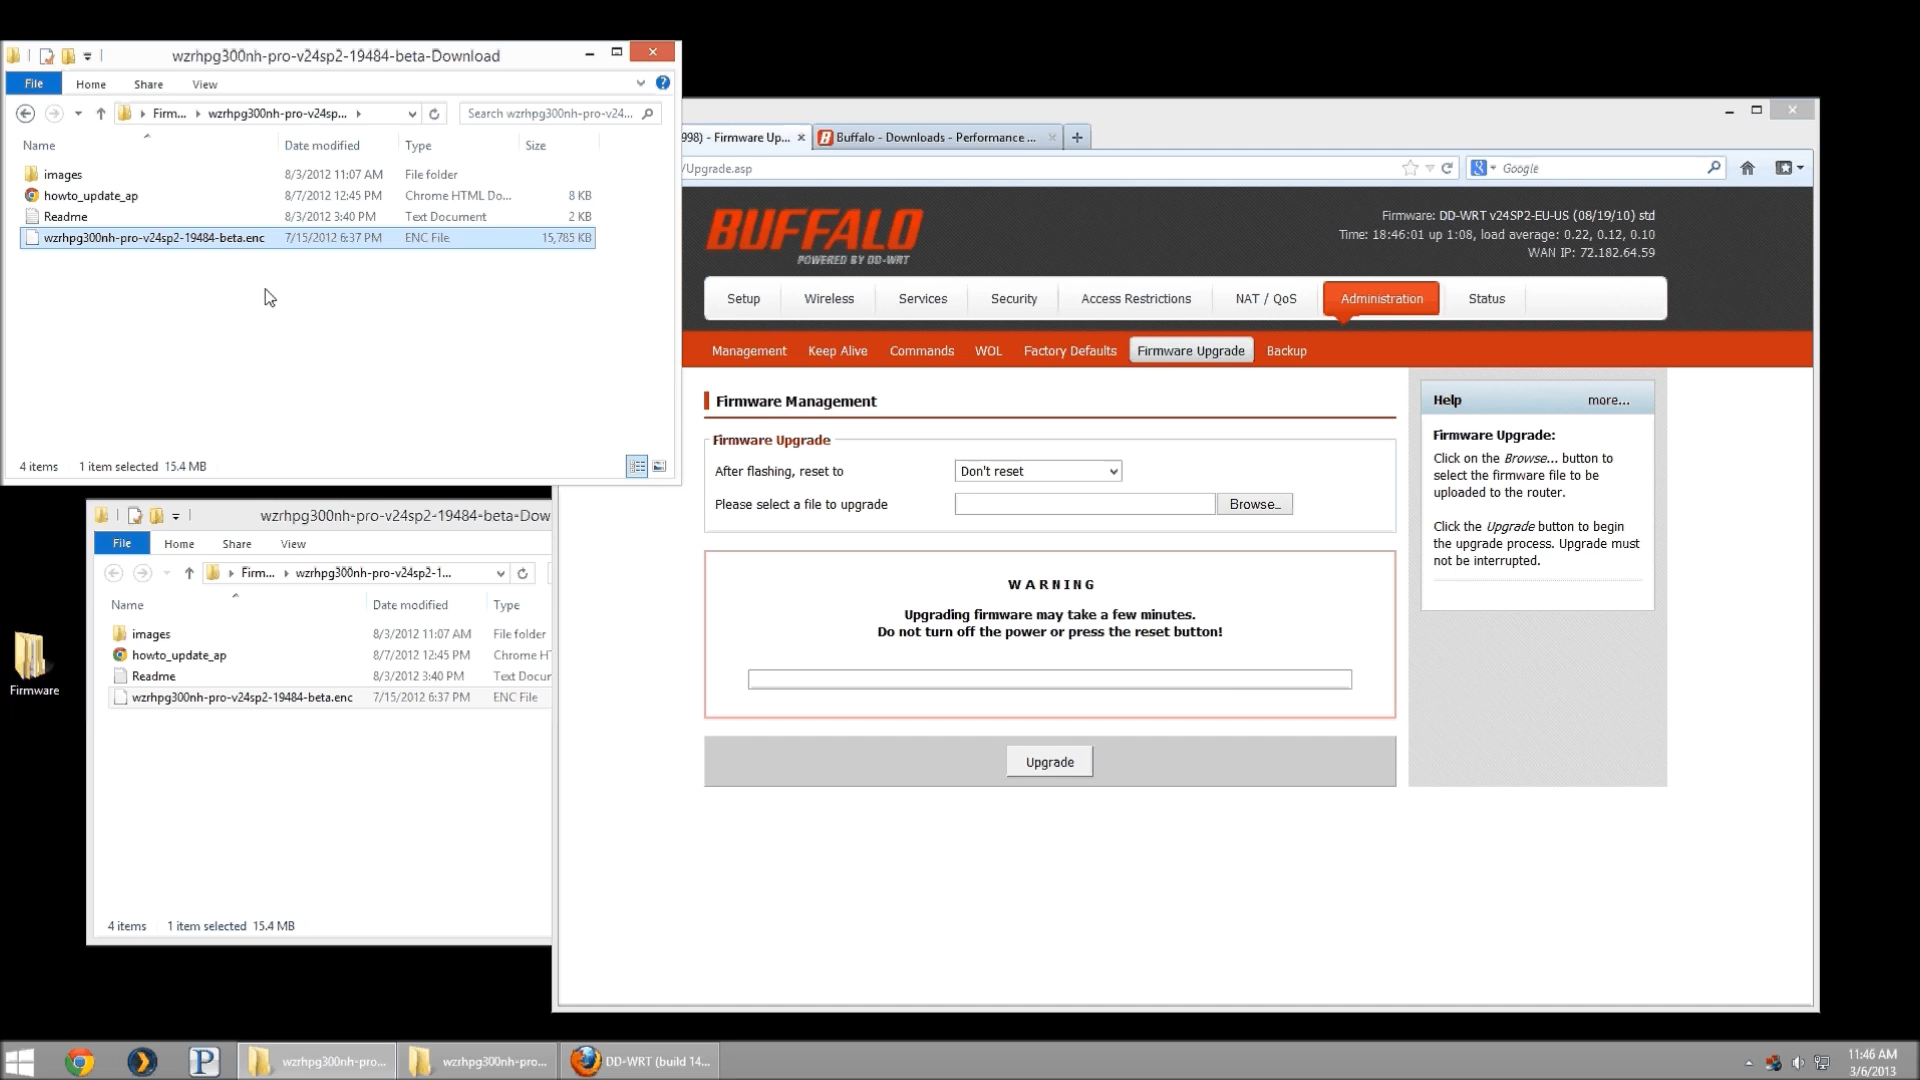 wzrhpg300nh-pro-v24sp2-19484-beta-Download
File Home Share View
Firm... wzrhpg300nh-pro-v24sp... Search wzrhpg300nh-pro-v24...
Name Date modified Type Size
images 8/3/2012 11:07 AM File folder
howto_update_ap 8/7/2012 12:45 PM Chrome HTML Do... 8 KB
Readme 8/3/2012 3:40 PM Text Document 2 KB
wzrhpg300nh-pro-v24sp2-19484-beta.enc 7/15/2012 6:37 PM ENC File 15,785 KB
4 items 1 item selected 15.4 MB
wzrhpg300nh-pro-v24sp2-19484-beta-Dow
File Home Share View
Firm... wzrhpg300nh-pro-v24sp2-1...
Name Date modified Type
images 8/3/2012 11:07 AM File folder
howto_update_ap 8/7/2012 12:45 PM Chrome HT
Readme 8/3/2012 3:40 PM Text Docur
wzrhpg300nh-pro-v24sp2-19484-beta.enc 7/15/2012 6:37 PM ENC File
4 items 1 item selected 15.4 MB
Firmware
998) - Firmware Up... Buffalo - Downloads - Performance ...
/Upgrade.asp Google
BUFFALO
POWERED BY DD-WRT
Firmware: DD-WRT v24SP2-EU-US (08/19/10) std
Time: 18:46:01 up 1:08, load average: 0.22, 0.12, 0.10
WAN IP: 72.182.64.59
Setup Wireless Services Security Access Restrictions NAT / QoS Administration Status
Management Keep Alive Commands WOL Factory Defaults Firmware Upgrade Backup
Firmware Management
Firmware Upgrade
After flashing, reset to Don't reset
Please select a file to upgrade Browse...
WARNING
Upgrading firmware may take a few minutes.
Do not turn off the power or press the reset button!
Upgrade
Help more...
Firmware Upgrade:
Click on the Browse... button to
select the firmware file to be
uploaded to the router.
Click the Upgrade button to begin
the upgrade process. Upgrade must
not be interrupted.
wzrhpg300nh-pro... wzrhpg300nh-pro... DD-WRT (build 14...
11:46 AM
3/6/2013